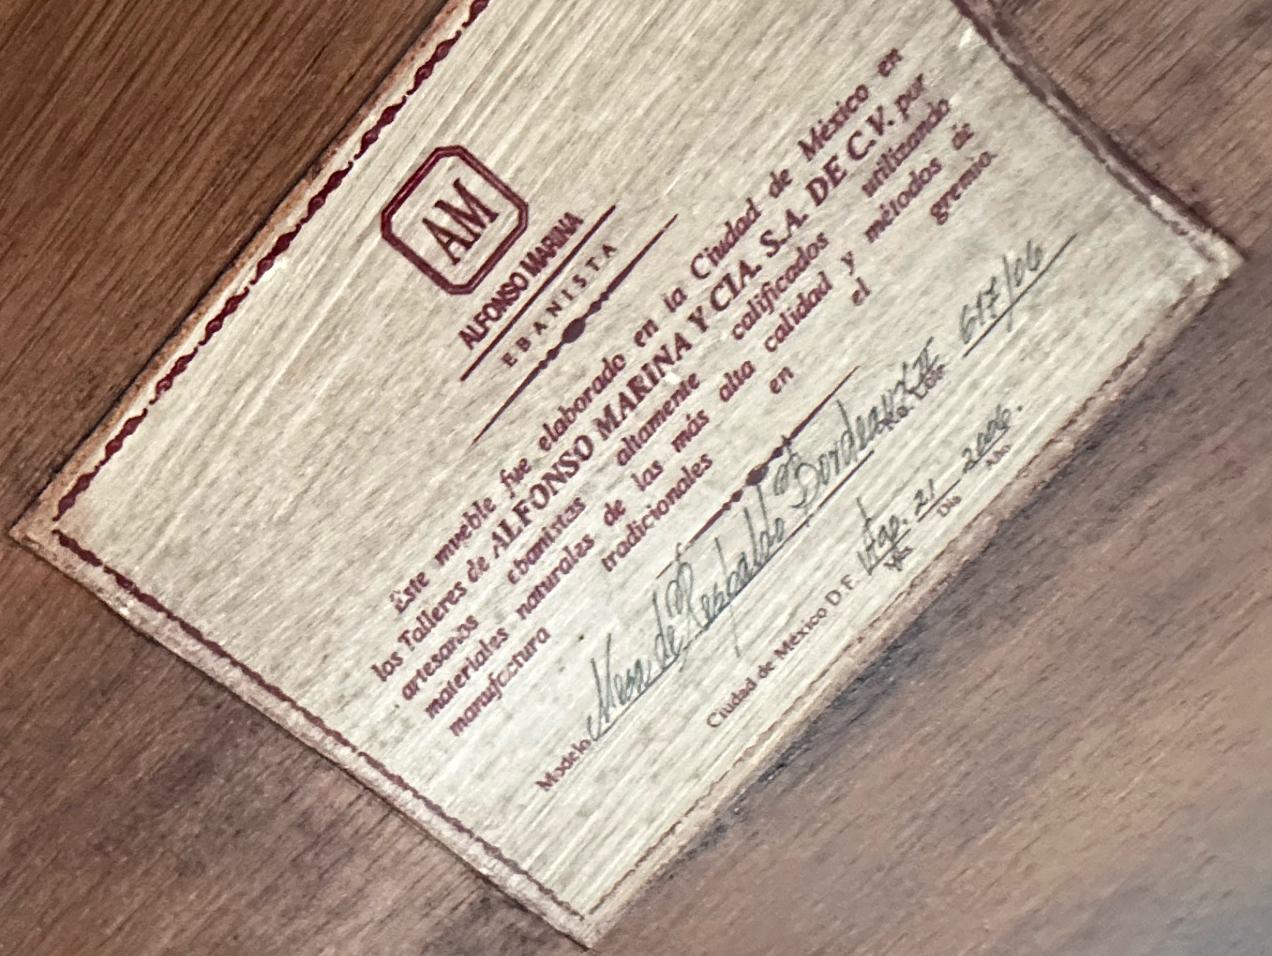 AM
ALFONSO MARINA
EBANISTA
Este mueble fue elaborado en la Ciudad de México en
los Talleres de ALFONSO MARINA Y CIA. S.A. DE C.V. por
artesanos ebanistas altamente calificados utilizando
materiales naturales de las más alta calidad y métodos de
manufactura tradicionales en el gremio.
Modelo Mesa de Respaldo Bordeaux II No. Lote 617/06
Ciudad de México D.F. Ago. 21 2006.
Mes Día Año